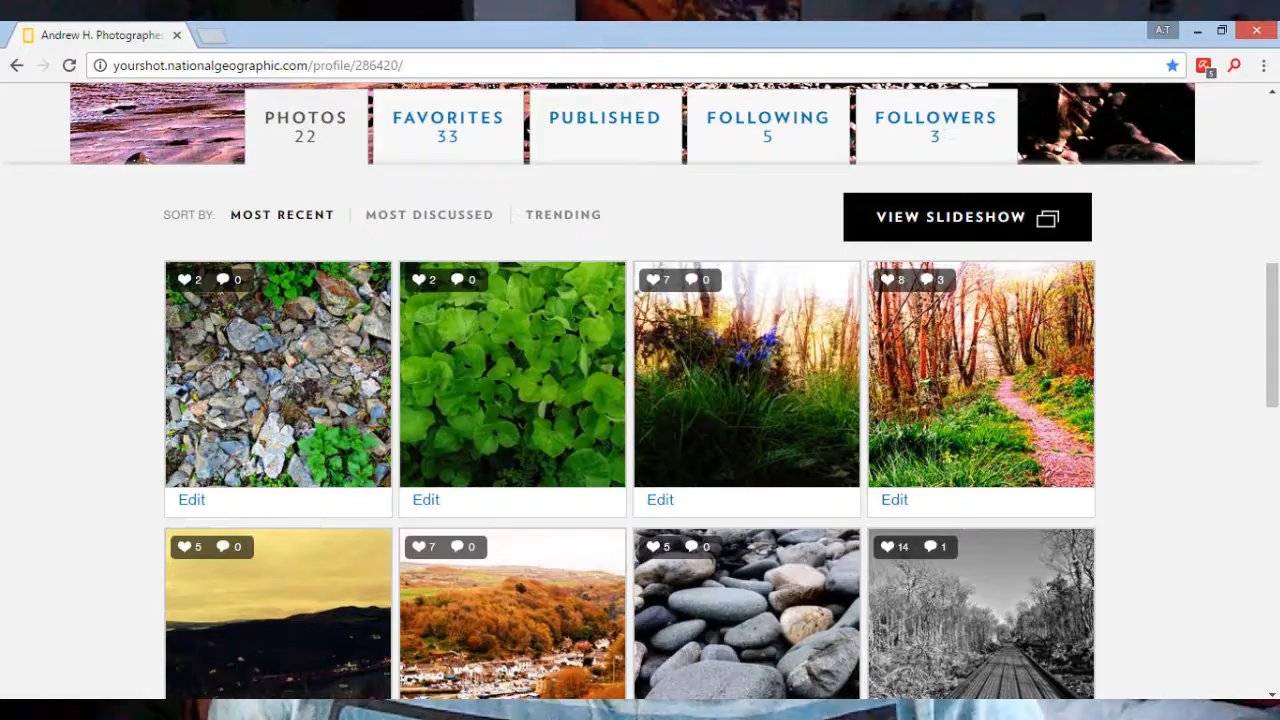 Andrew H. Photographe
A.T
yourshot.nationalgeographic.com/profile/286420/
5
PHOTOS FAVORITES PUBLISHED FOLLOWING FOLLOWERS
22 33 5 3
SORT BY: MOST RECENT MOST DISCUSSED TRENDING
VIEW SLIDESHOW
2 0 2 0 7 0 8 3
Edit Edit Edit Edit
5 0 7 0 5 0 14 1